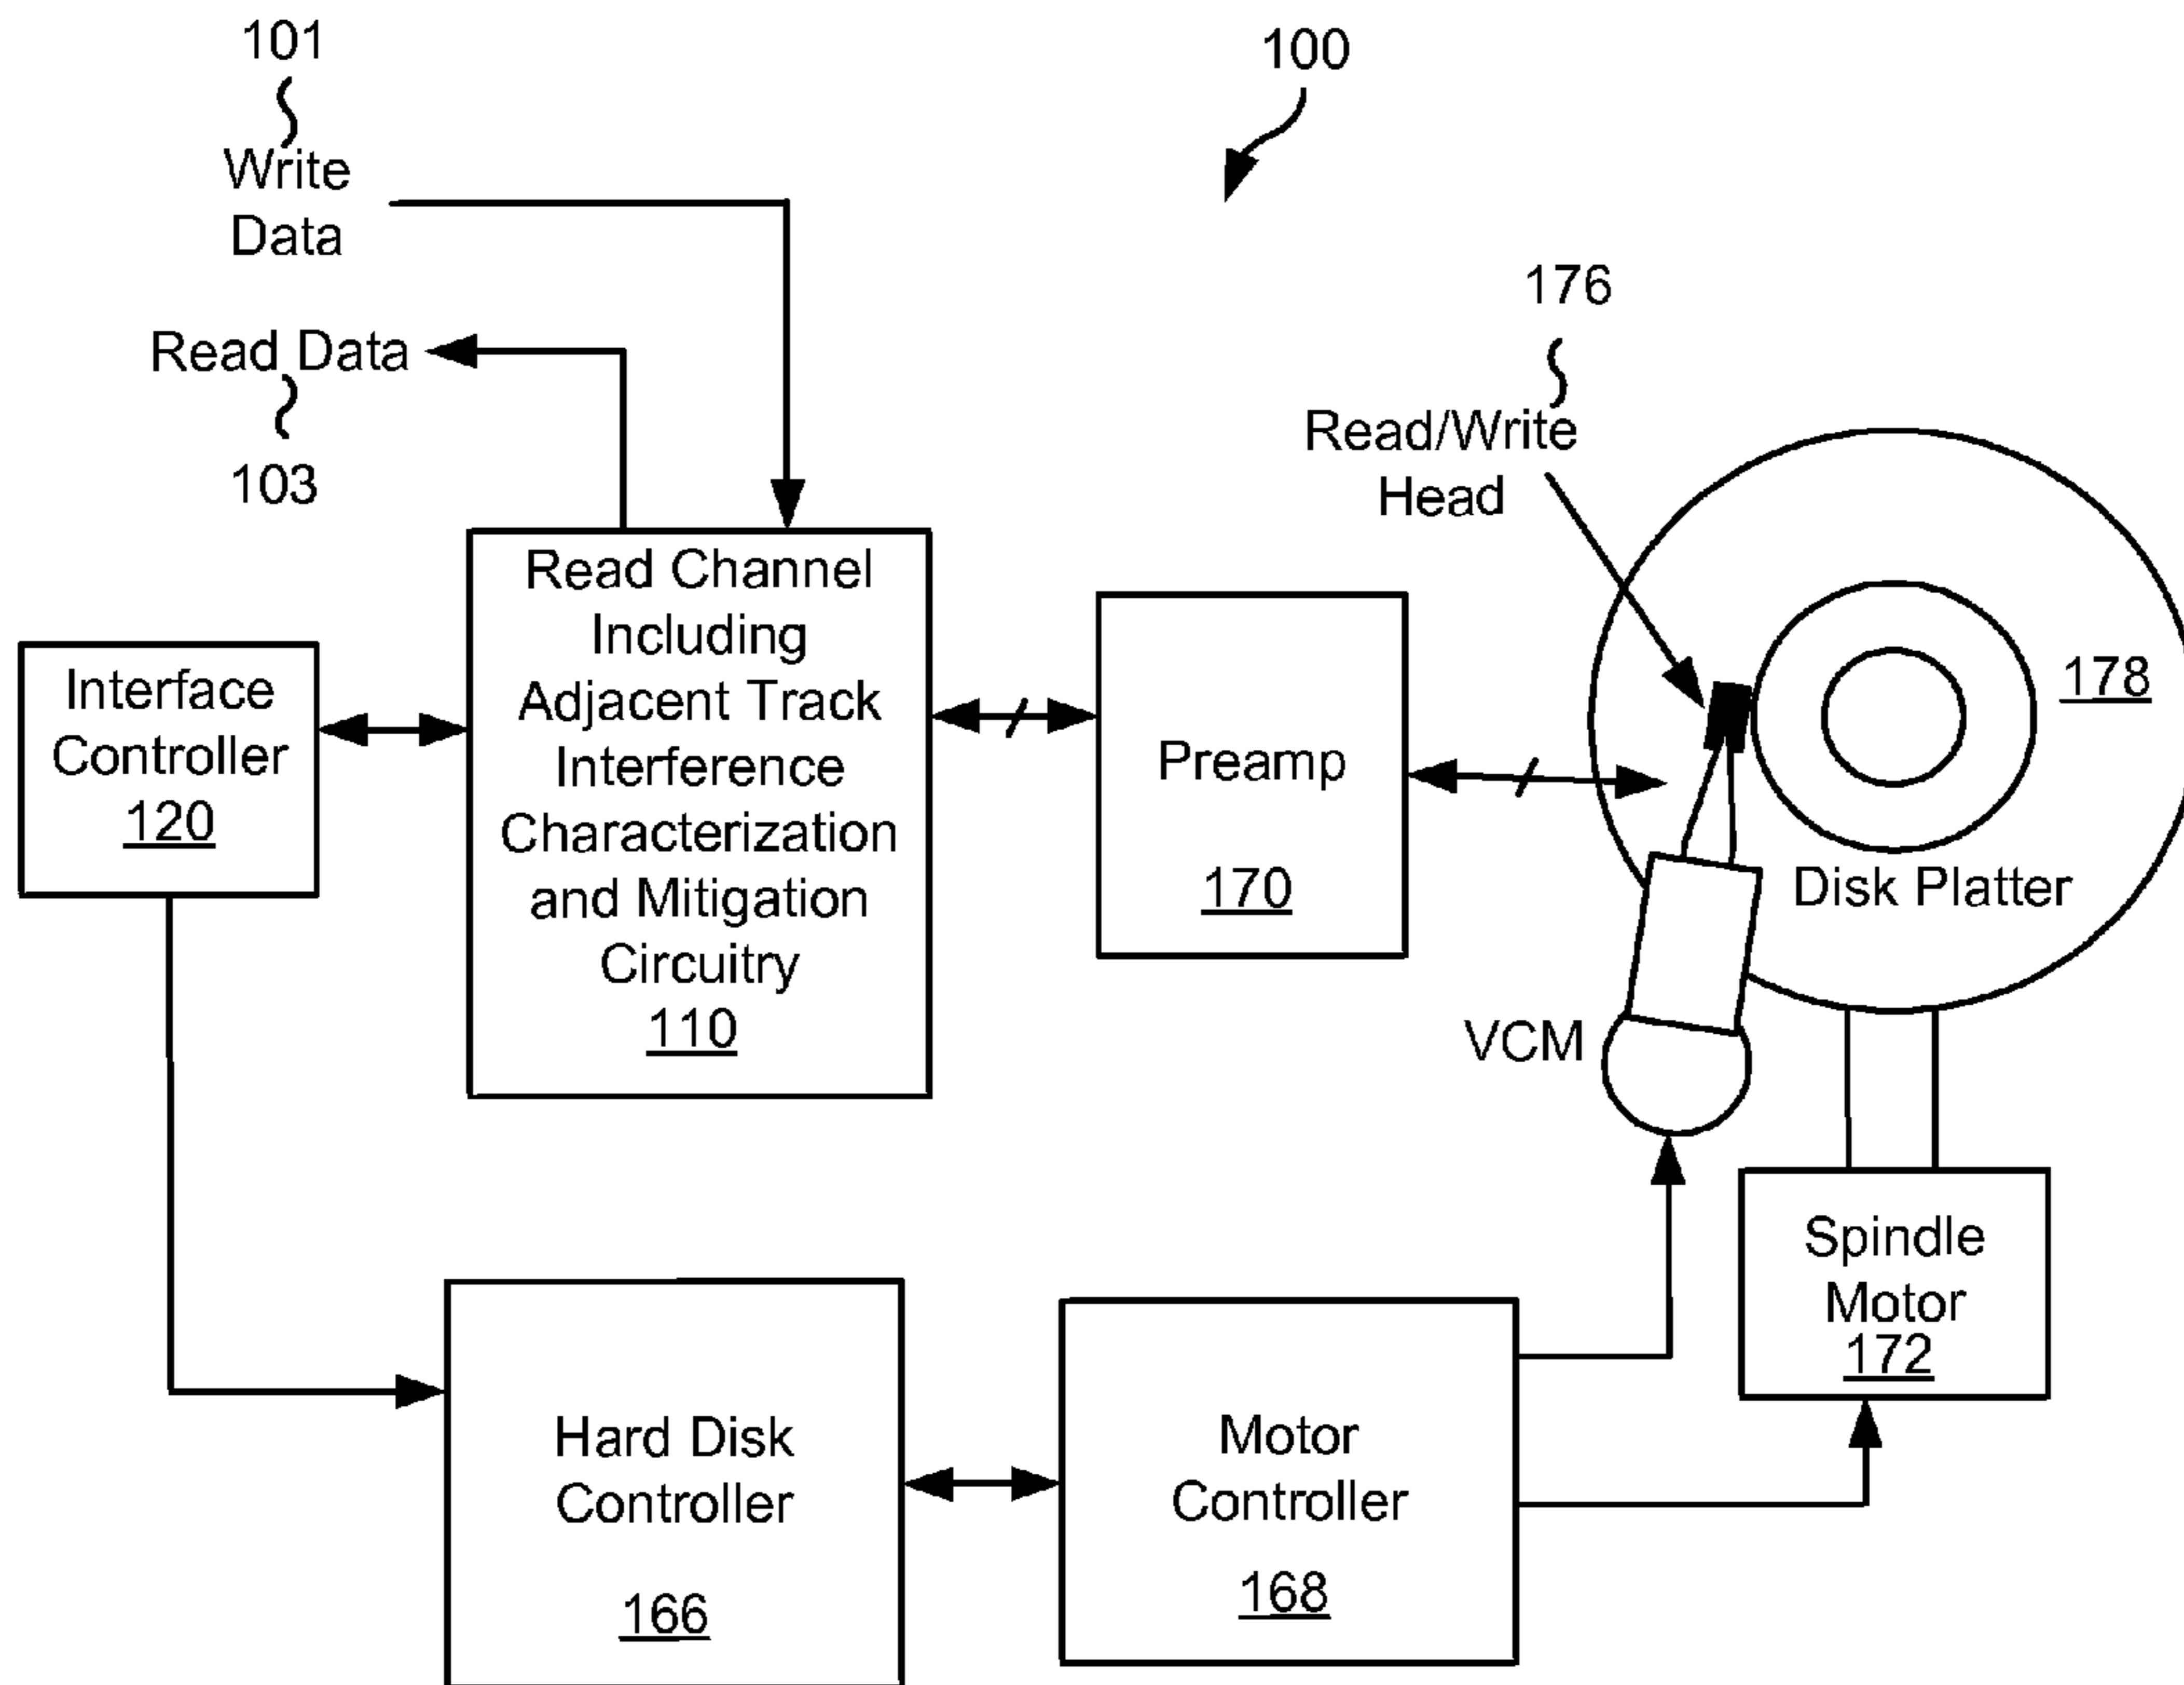 101
Write
Data
100
Read Data
103
176
Read/Write
Head
Read Channel
Including
Adjacent Track
Interference
Characterization
and Mitigation
Circuitry
110
Interface
Controller
120
Preamp
170
178
Disk Platter
VCM
Spindle
Motor
172
Hard Disk
Controller
166
Motor
Controller
168